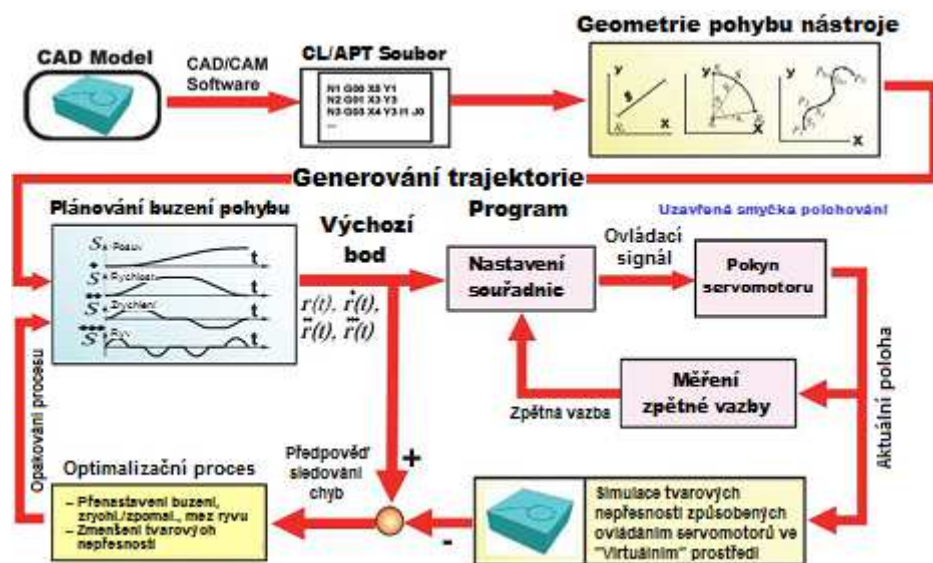 Geometrie pohybu nástroje
CAD Model
CAD/CAM
Software
CL/APT Soubor
N1 G00 X5 Y1
N2 G01 X3 Y3
N3 G03 X4 Y3 I1 J0
...
Y
S
X
Y
X
Y
X
Generování trajektorie
Plánování buzení pohybu
S Posuv
t
S Rychlost
t
S Zrychlení
t
S Ryv
t
Výchozí
bod
r(t), r(t),
r(t), r(t)
Program
Nastavení
souřadnic
Uzavřená smyčka polohování
Ovládací
signál
Pokyn
servomotoru
Měření
zpětné vazby
Zpětná vazba
Aktuální poloha
Opakování procesu
Optimalizační proces
– Přenastavení buzení,
zrychl./zpomal., mez ryvu
– Zmenšení tvarových
nepřesností
Předpověď
sledování
chyb
+
-
Simulace tvarových
nepřesností způsobených
ovládáním servomotorů ve
"Virtuálním" prostředí